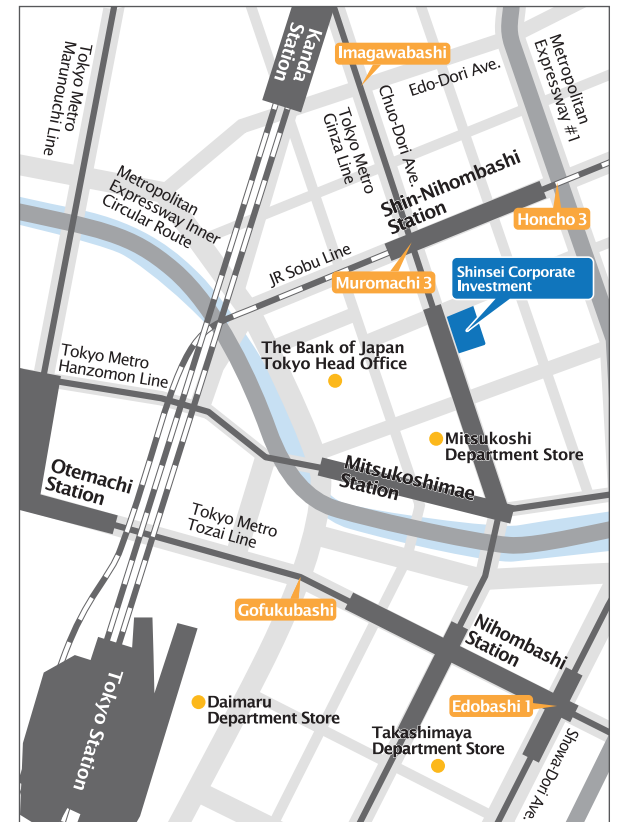 Kanda
Station
Imagawabashi
Tokyo Metro
Marunouchi Line
Edo-Dori Ave.
Metropolitan
Expressway #1
Chuo-Dori Ave.
Tokyo Metro
Ginza Line
Metropolitan
Expressway Inner
Circular Route
Shin-Nihombashi
Station
Honcho 3
JR Sobu Line
Muromachi 3
Shinsei Corporate
Investment
The Bank of Japan
Tokyo Head Office
Tokyo Metro
Hanzomon Line
Mitsukoshi
Department Store
Otemachi
Station
Mitsukoshimae
Station
Tokyo Metro
Tozai Line
Gofukubashi
Nihombashi
Station
Tokyo Station
Daimaru
Department Store
Edobashi 1
Takashimaya
Department Store
Showa-Dori Ave.